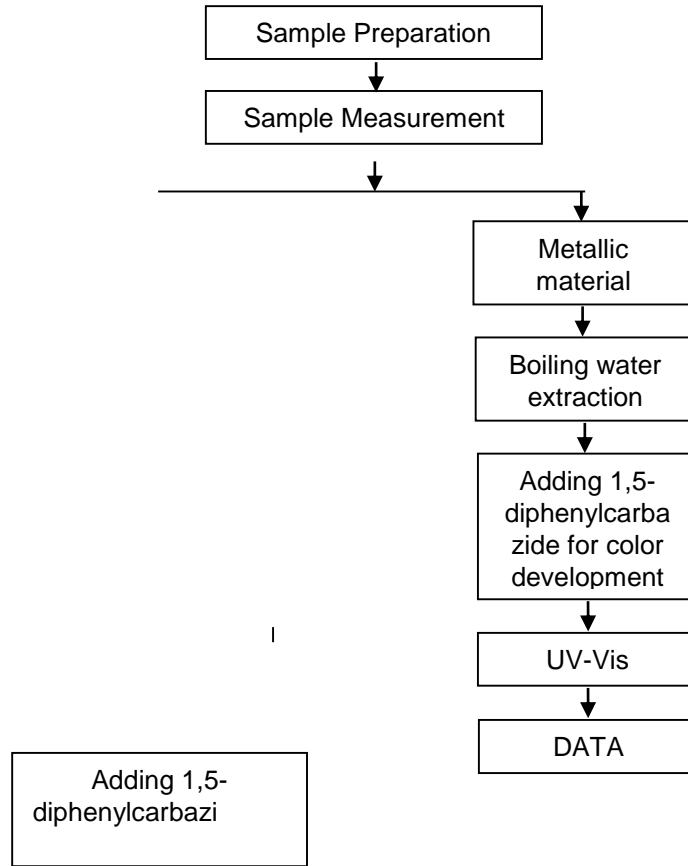 Sample Preparation
Sample Measurement
Metallic
material
Boiling water
extraction
Adding 1,5-
diphenylcarba
zide for color
development
UV-Vis
DATA
Adding 1,5-
diphenylcarbazi